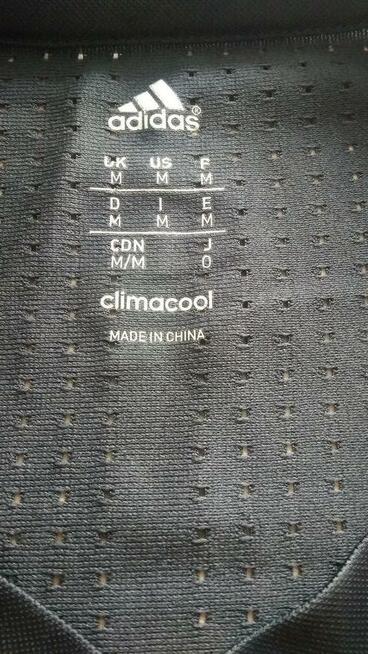 adidas®
UK US F
M M M
D I E
M M M
CDN J
M/M O
climacool
MADE IN CHINA